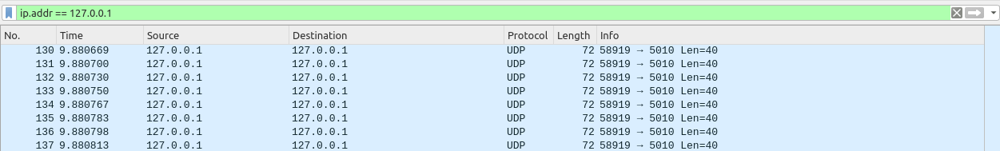 ip.addr == 127.0.0.1
No. Time Source Destination Protocol Length Info
130 9.880669 127.0.0.1 127.0.0.1 UDP 72 58919 → 5010 Len=40
131 9.880700 127.0.0.1 127.0.0.1 UDP 72 58919 → 5010 Len=40
132 9.880730 127.0.0.1 127.0.0.1 UDP 72 58919 → 5010 Len=40
133 9.880750 127.0.0.1 127.0.0.1 UDP 72 58919 → 5010 Len=40
134 9.880767 127.0.0.1 127.0.0.1 UDP 72 58919 → 5010 Len=40
135 9.880783 127.0.0.1 127.0.0.1 UDP 72 58919 → 5010 Len=40
136 9.880798 127.0.0.1 127.0.0.1 UDP 72 58919 → 5010 Len=40
137 9.880813 127.0.0.1 127.0.0.1 UDP 72 58919 → 5010 Len=40